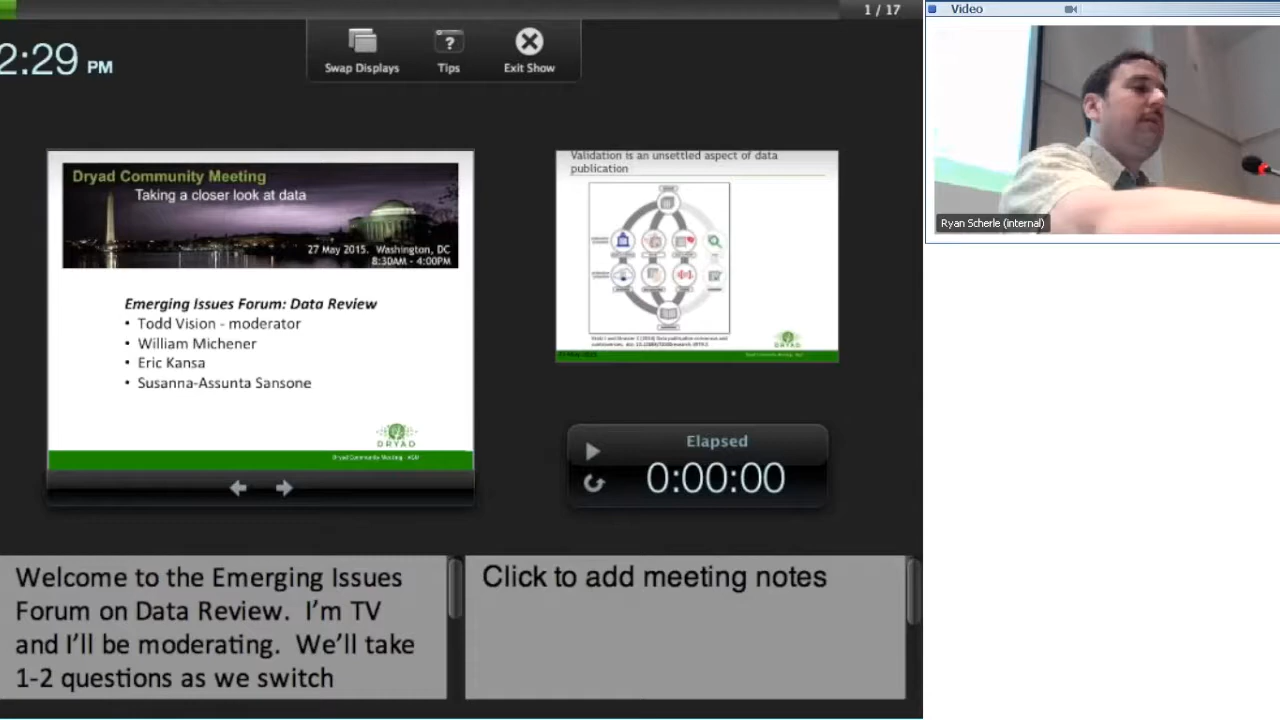 1 / 17
Video
2:29 PM
Swap Displays
Tips
Exit Show
Dryad Community Meeting
Taking a closer look at data
27 May 2015. Washington, DC
8:30AM - 4:00PM
Emerging Issues Forum: Data Review
• Todd Vision - moderator
• William Michener
• Eric Kansa
• Susanna-Assunta Sansone
DRYAD
Dryad Community Meeting
Validation is an unsettled aspect of data
publication
DRYAD
Elapsed
0:00:00
Ryan Scherle (internal)
Welcome to the Emerging Issues
Forum on Data Review. I’m TV
and I’ll be moderating. We’ll take
1-2 questions as we switch
Click to add meeting notes